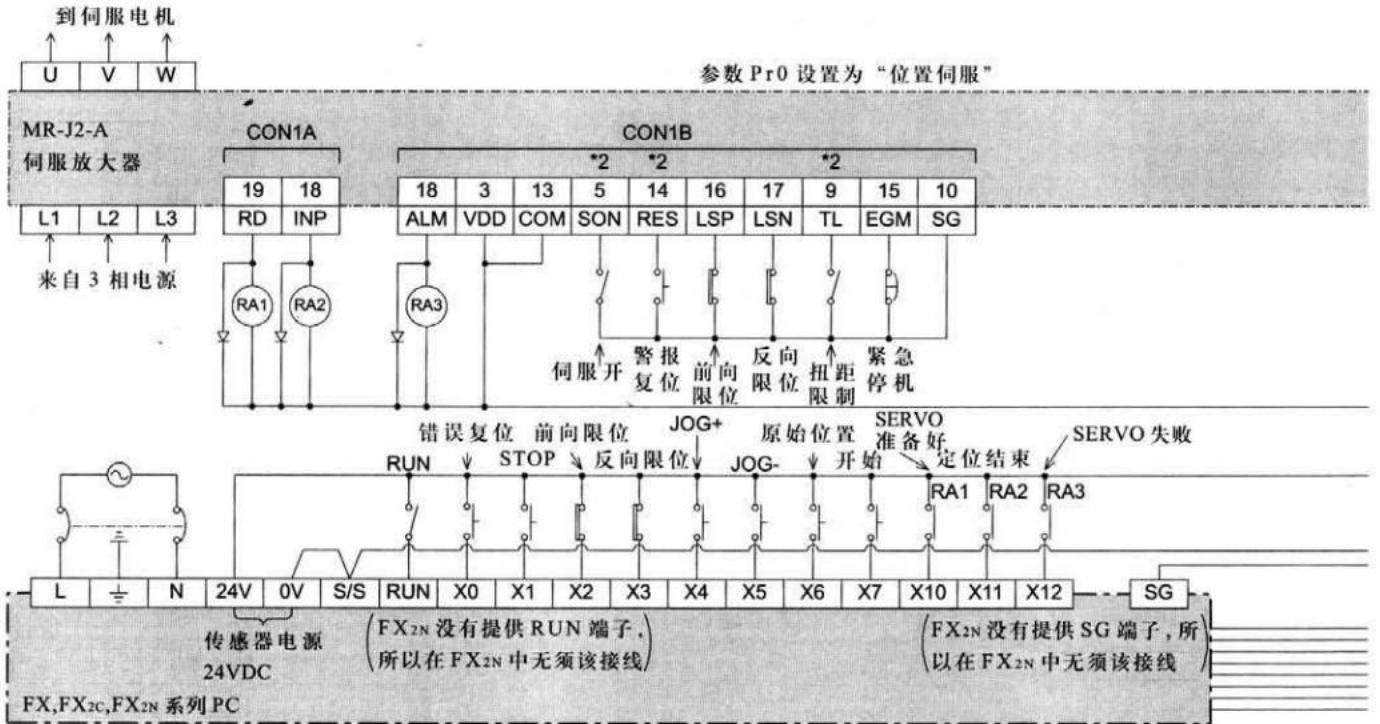 到伺服电机
U V W
参数 Pr0 设置为“位置伺服”
MR-J2-A
伺服放大器
CON1A
CON1B
*2 *2 *2
19 18
18 3 13 5 14 16 17 9 15 10
L1 L2 L3
RD INP
ALM VDD COM SON RES LSP LSN TL EGM SG
来自 3 相电源
RA1 RA2 RA3
伺服开
警报
复位
前向
限位
反向
限位
扭距
限制
紧急
停机
RUN
错误复位
STOP
前向限位
反向限位
JOG+
JOG-
原始位置
开始
SERVO
准备好
定位结束
SERVO 失败
RA1 RA2 RA3
L N 24V 0V S/S RUN X0 X1 X2 X3 X4 X5 X6 X7 X10 X11 X12 SG
传感器电源
24VDC
(FX2N 没有提供 RUN 端子,
所以在 FX2N 中无须该接线)
(FX2N 没有提供 SG 端子, 所
以在 FX2N 中无须该接线)
FX,FX2C,FX2N 系列 PC